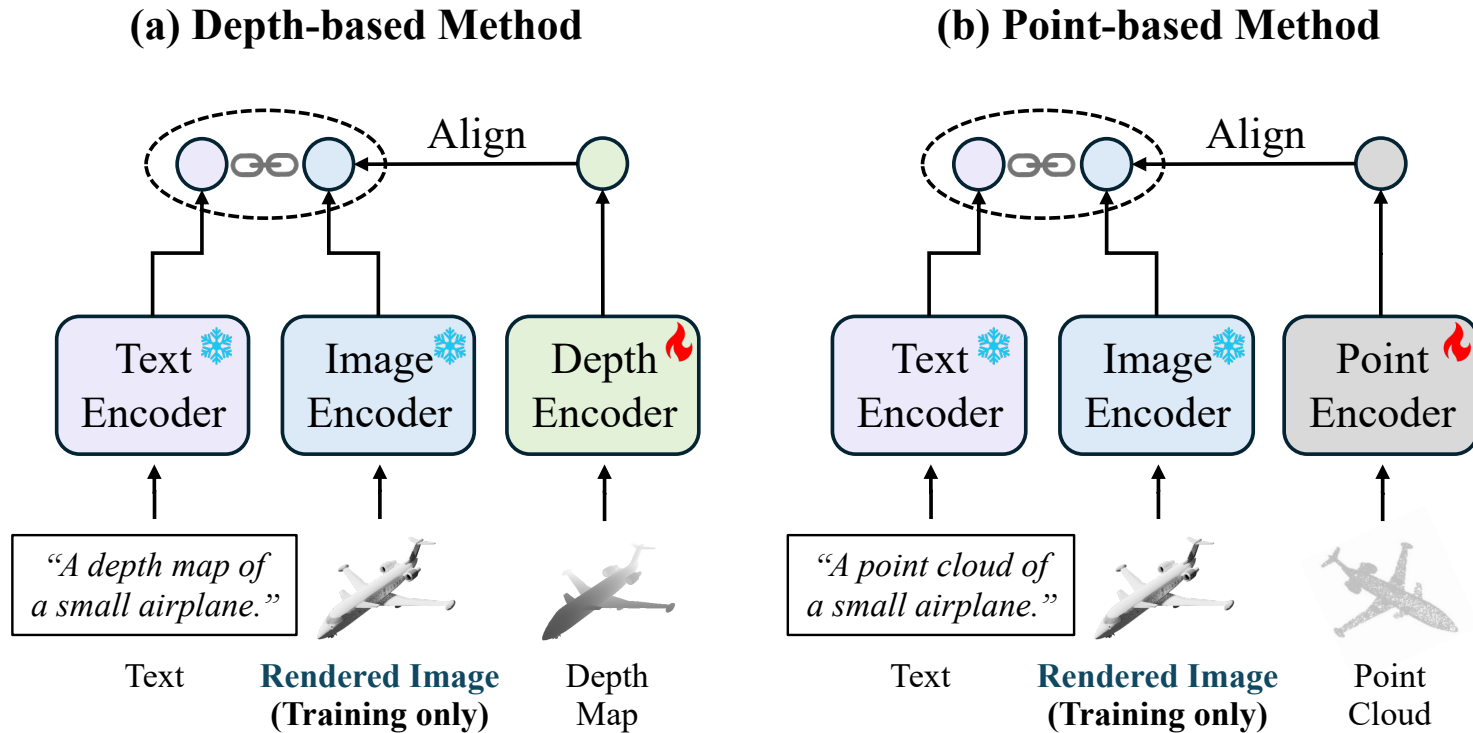 (a) Depth-based Method
Align
Text
Encoder
Image
Encoder
Depth
Encoder
“A depth map of
a small airplane.”
Text
Rendered Image
(Training only)
Depth
Map
(b) Point-based Method
Align
Text
Encoder
Image
Encoder
Point
Encoder
“A point cloud of
a small airplane.”
Text
Rendered Image
(Training only)
Point
Cloud